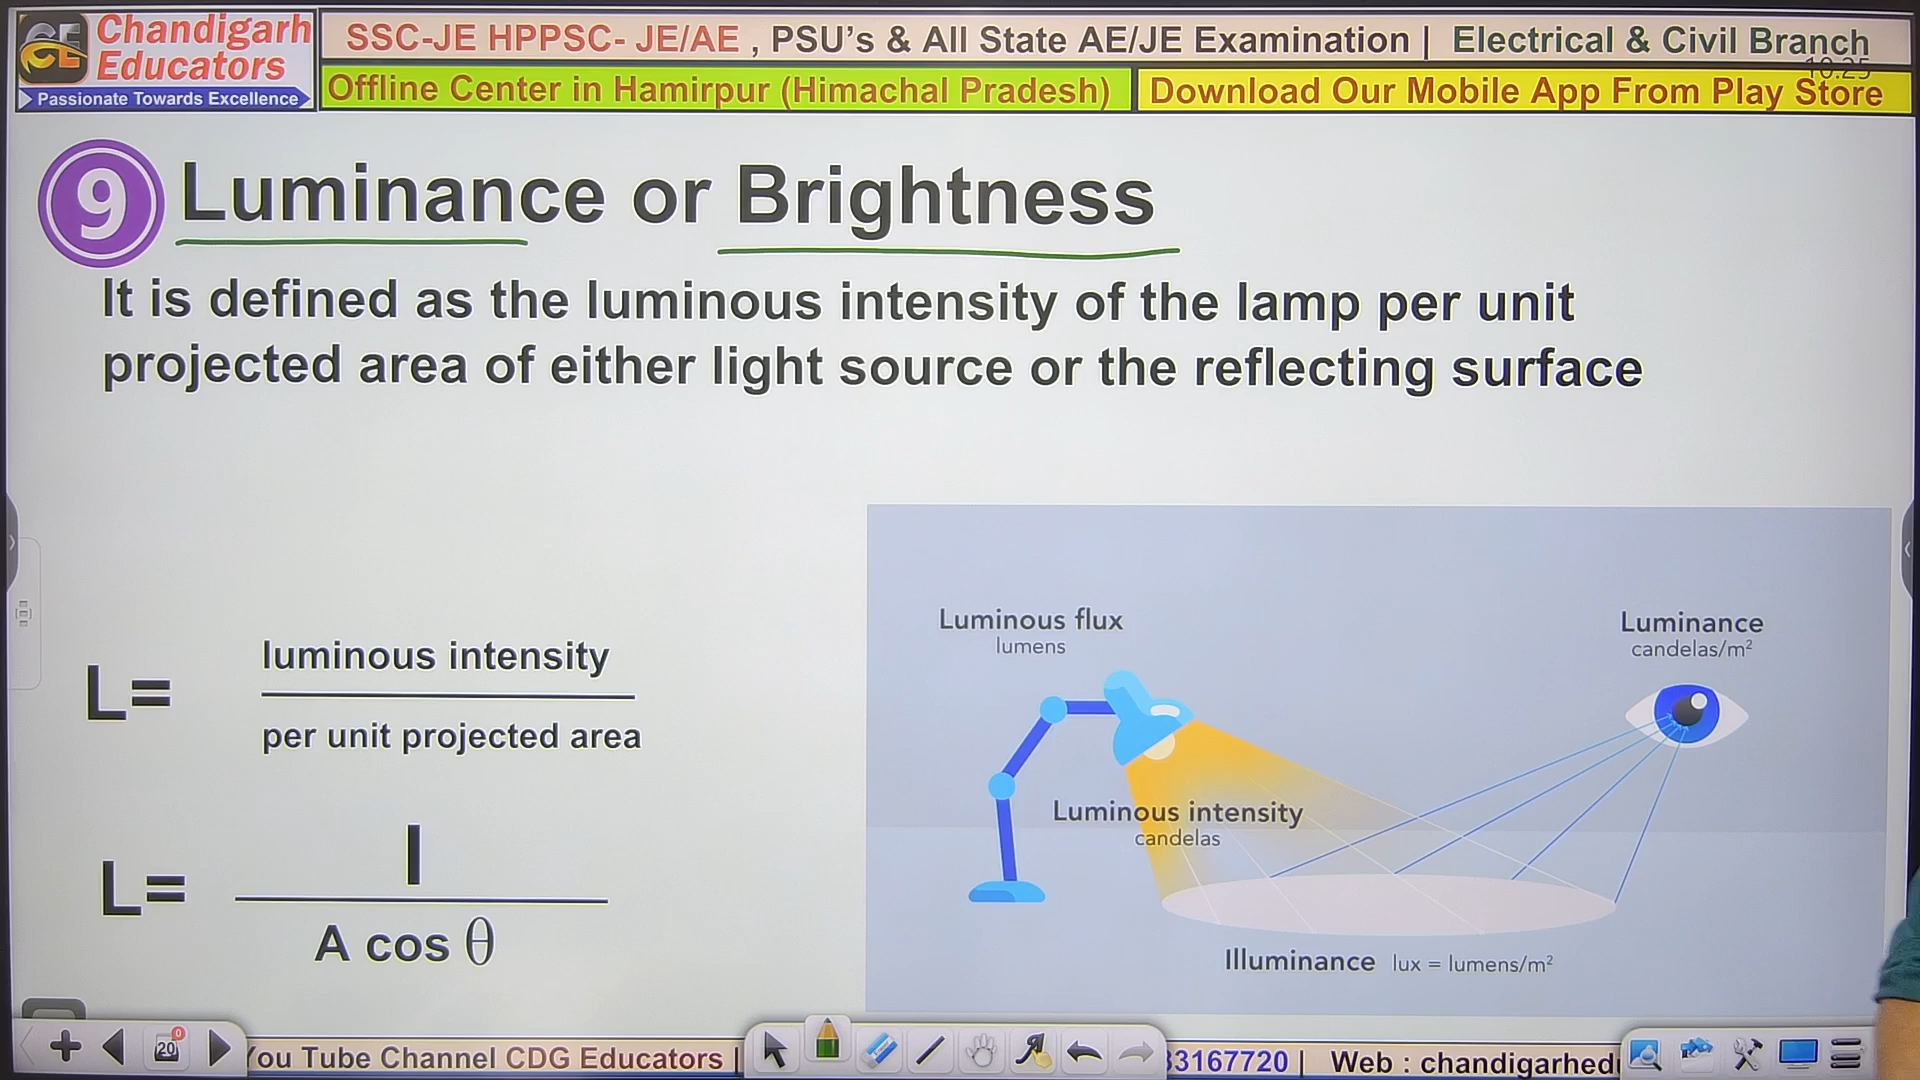 Chandigarh
Educators
Passionate Towards Excellence
SSC-JE HPPSC- JE/AE , PSU's & All State AE/JE Examination | Electrical & Civil Branch
Offline Center in Hamirpur (Himachal Pradesh)
Download Our Mobile App From Play Store
9 Luminance or Brightness
It is defined as the luminous intensity of the lamp per unit
projected area of either light source or the reflecting surface
L= luminous intensity
per unit projected area
L= I
A cos θ
Luminous flux
lumens
Luminance
candelas/m²
Luminous intensity
candelas
Illuminance lux = lumens/m²
20
0
You Tube Channel CDG Educators |
33167720 | Web : chandigarhed